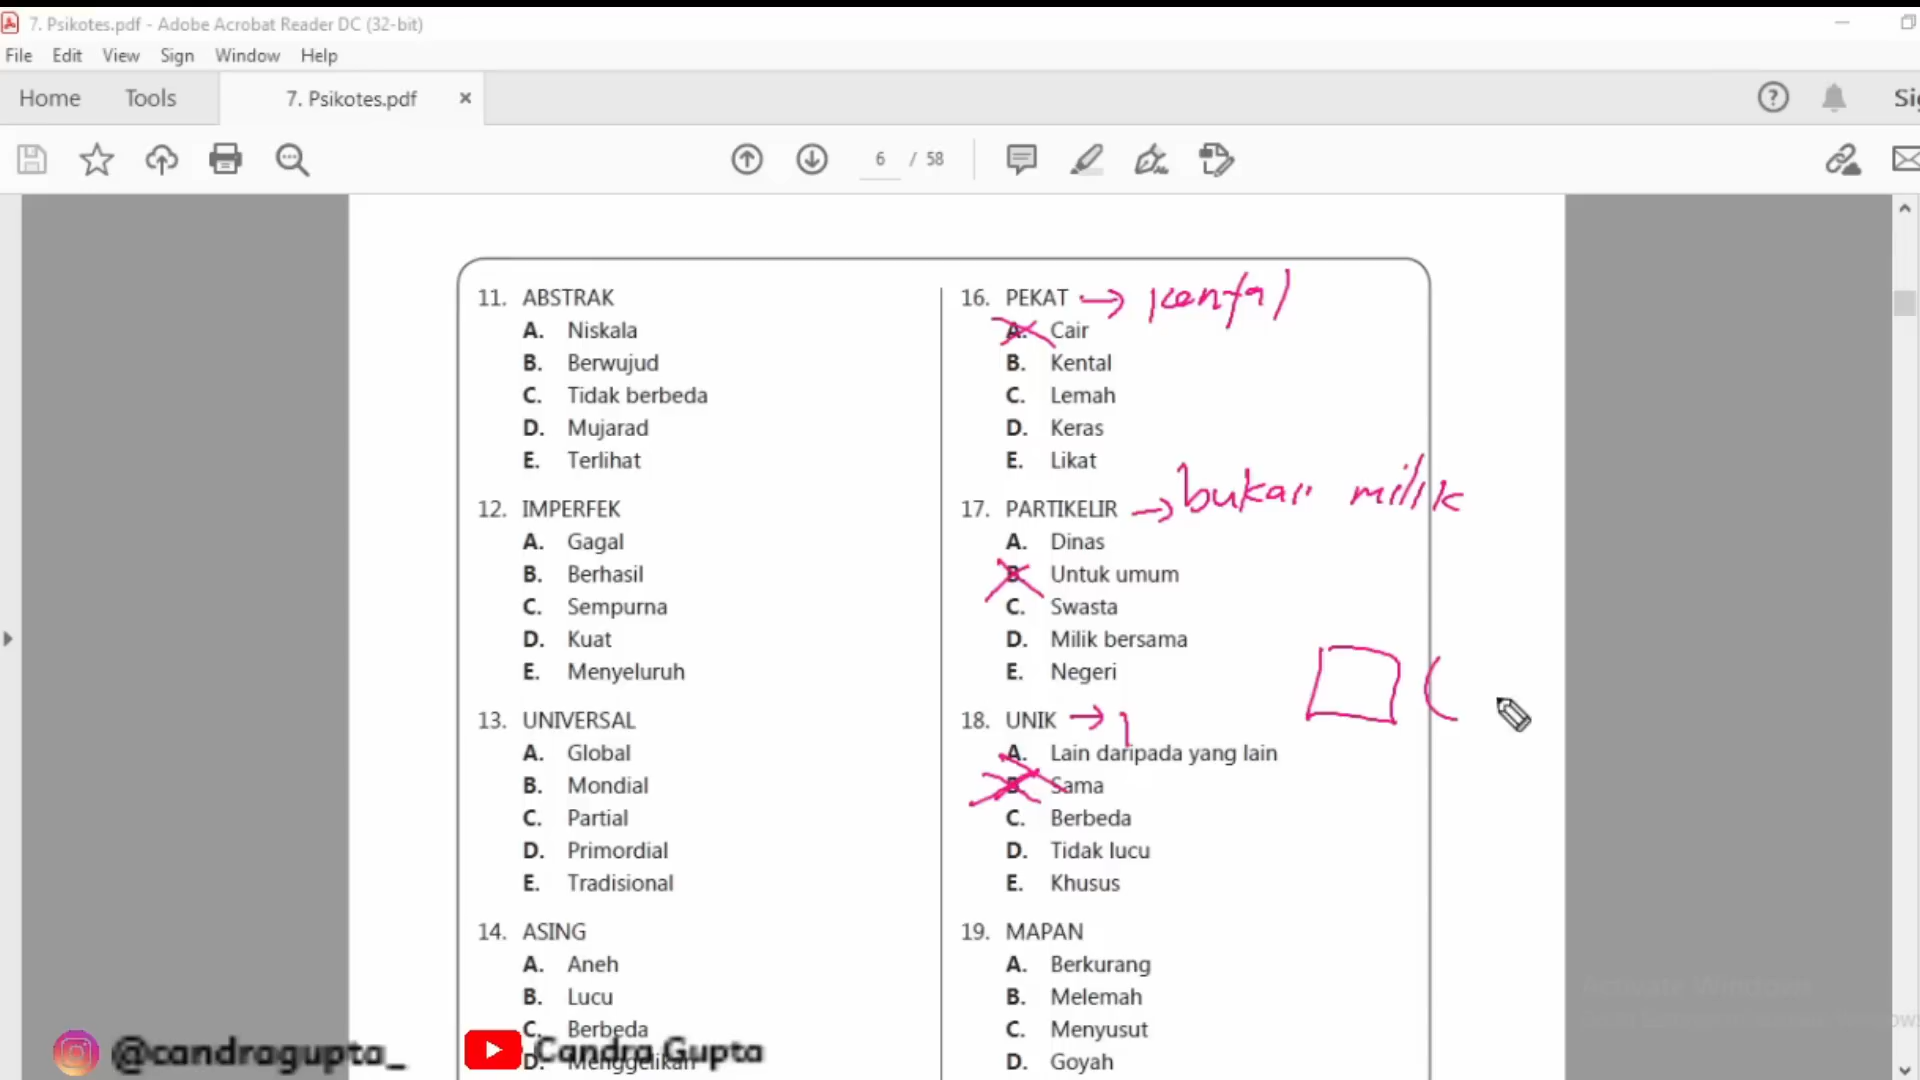 7. Psikotes.pdf - Adobe Acrobat Reader DC (32-bit)
File Edit View Sign Window Help
Home Tools 7. Psikotes.pdf
6 / 58
11. ABSTRAK
A. Niskala
B. Berwujud
C. Tidak berbeda
D. Mujarad
E. Terlihat
12. IMPERFEK
A. Gagal
B. Berhasil
C. Sempurna
D. Kuat
E. Menyeluruh
13. UNIVERSAL
A. Global
B. Mondial
C. Partial
D. Primordial
E. Tradisional
14. ASING
A. Aneh
B. Lucu
C. Berbeda
D. Menggelikan
16. PEKAT → kental
A. Cair
B. Kental
C. Lemah
D. Keras
E. Likat
17. PARTIKELIR → bukan milik
A. Dinas
B. Untuk umum
C. Swasta
D. Milik bersama
E. Negeri
18. UNIK → 1
A. Lain daripada yang lain
B. Sama
C. Berbeda
D. Tidak lucu
E. Khusus
19. MAPAN
A. Berkurang
B. Melemah
C. Menyusut
D. Goyah
@candragupta_
Candra Gupta
Activate Windows